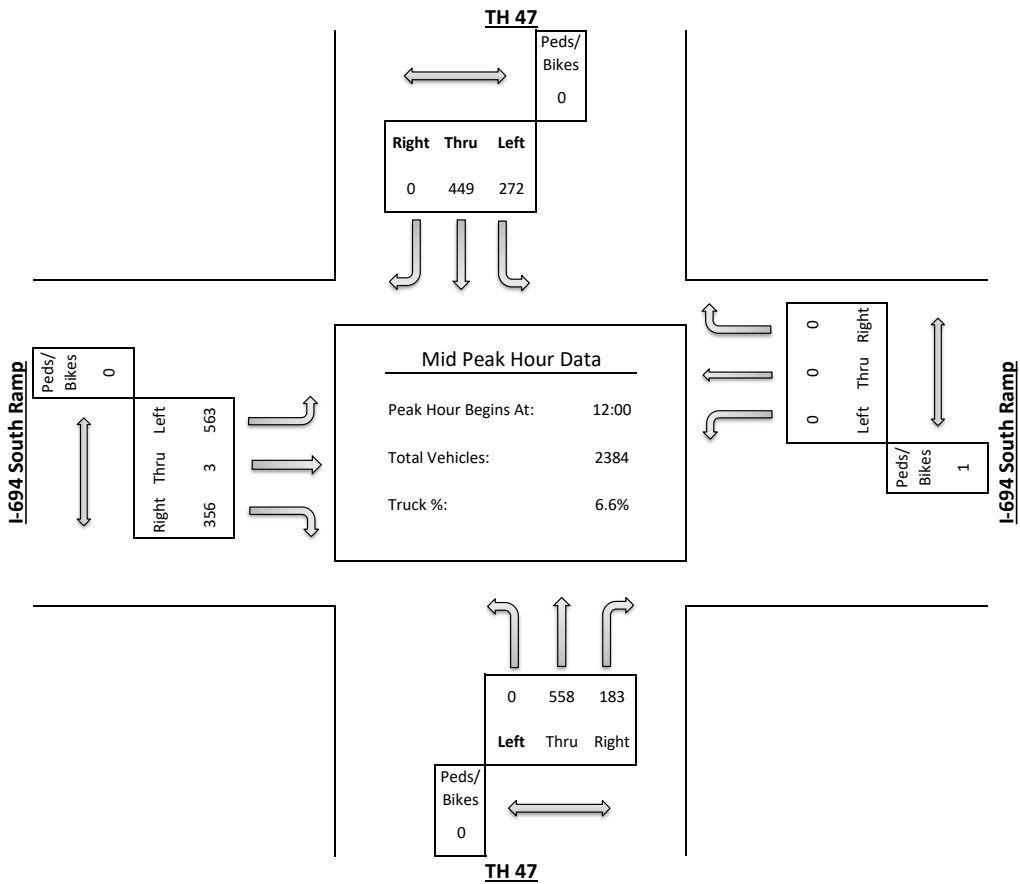 TH 47
Peds/
Bikes
0
Right Thru Left
0 449 272
I-694 South Ramp
Peds/
Bikes
0
Left 563
Thru 3
Right 356
Mid Peak Hour Data
Peak Hour Begins At: 12:00
Total Vehicles: 2384
Truck %: 6.6%
0 Right
0 Thru
0 Left
Peds/
Bikes
1
I-694 South Ramp
0 558 183
Left Thru Right
Peds/
Bikes
0
TH 47